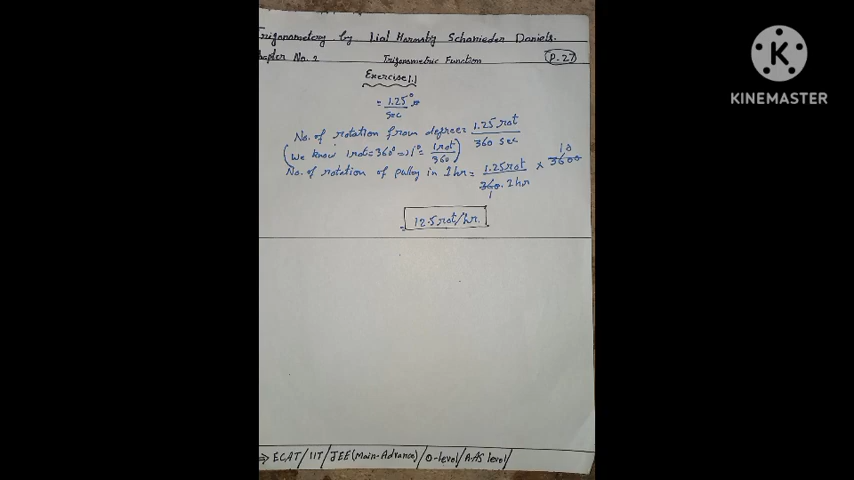 Trigonometry by Lial Hornsby Schanieder Daniels.
Chapter No. 2 Trigonometric Function P.27
Exercise 1.1
= 1.25° / sec
No. of rotation from degree = 1.25 rot / 360 sec
(We know 1 rot = 360° => 1° = 1 rot / 360)
No. of rotation of pulley in 1 hr = 1.25 rot / 360. 1 hr × 3600 10
1
= 12.5 rot/hr.
=> ECAT/IIT/JEE(Main-Advance)/O-level/A-AS level/
K
KINEMASTER